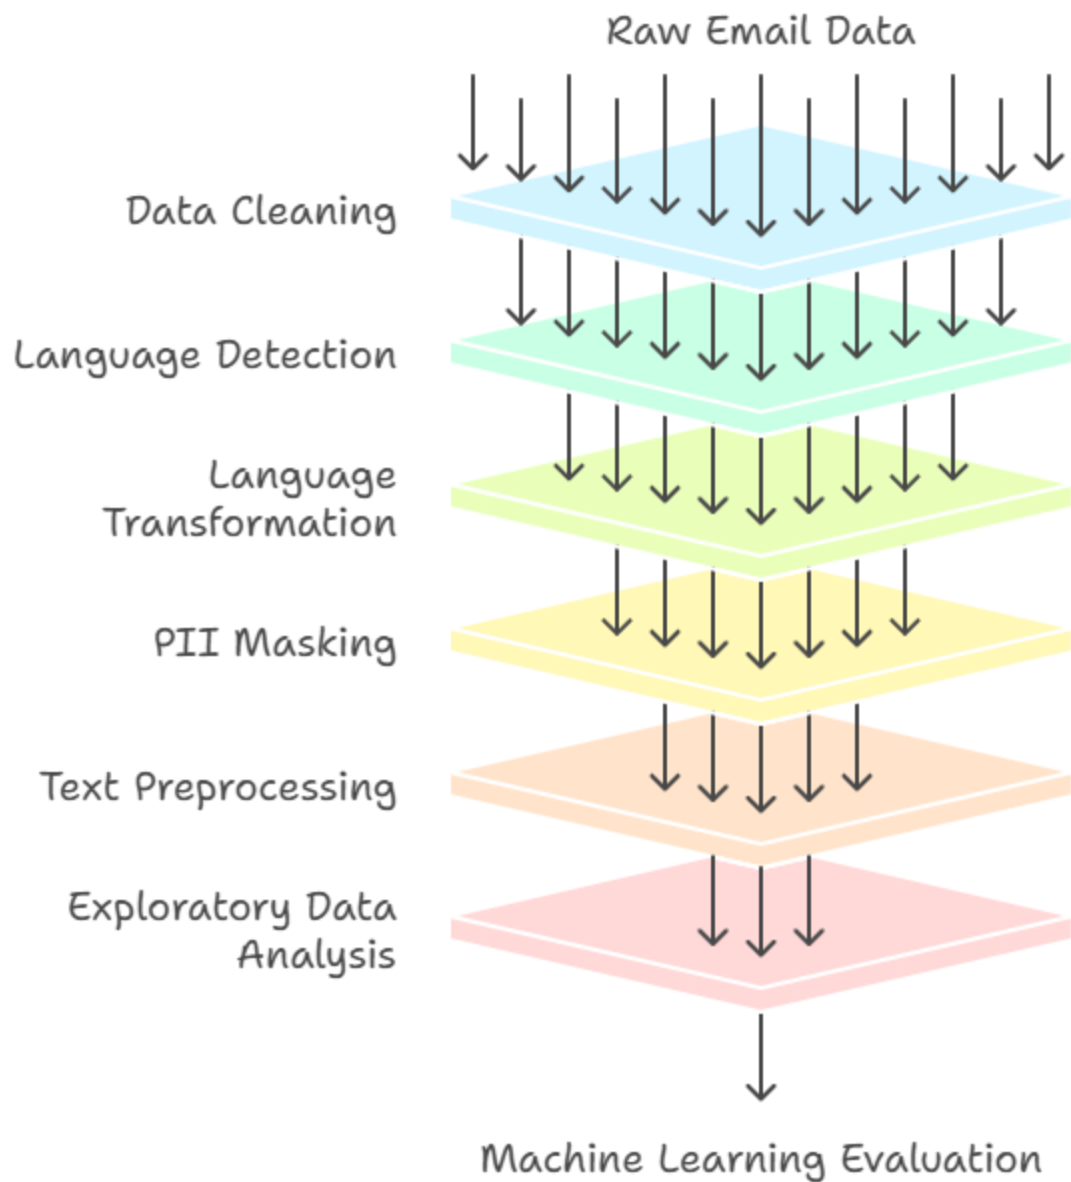 Raw Email Data
Data Cleaning
Language Detection
Language
Transformation
PII Masking
Text Preprocessing
Exploratory Data
Analysis
Machine Learning Evaluation